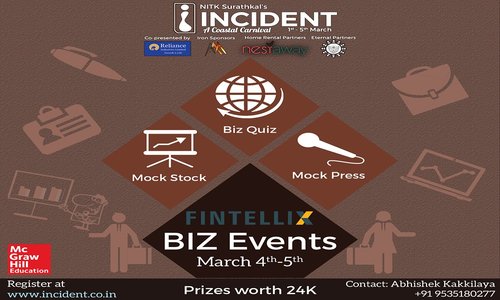 NITK Surathkal's
INCIDENT
A Coastal Carnival
1st - 5th March
Co-presented by
Iron Sponsors
Home Rental Partners
Eternal Partners
Reliance
nestaway
Biz Quiz
Mock Stock
Mock Press
FINTELLIX
BIZ Events
March 4th-5th
Mc
Graw
Hill
Education
Register at
www.incident.co.in
Prizes worth 24K
Contact: Abhishek Kakkilaya
+91 9535180277